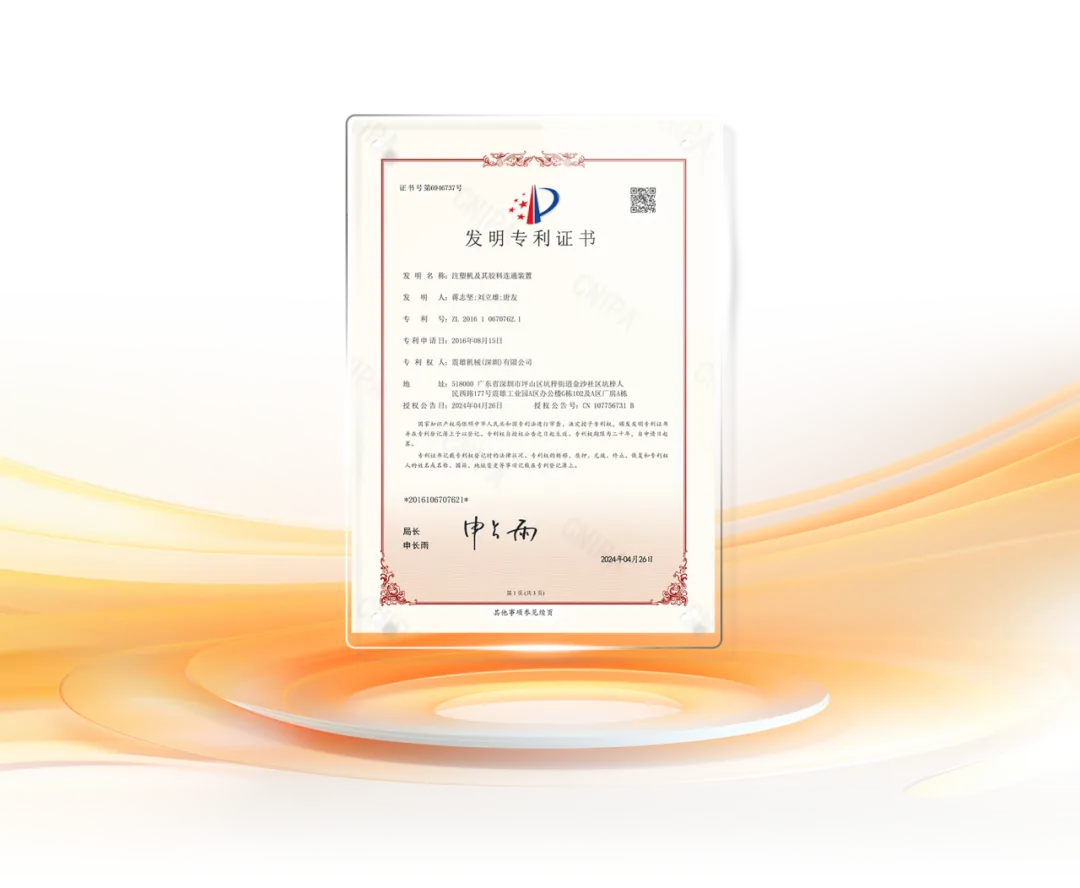 证书号第6946737号
发明专利证书
发 明 名 称：注塑机及其胶料连通装置
发 明 人：蒋志坚;刘立雄;唐友
专 利 号：ZL 2016 1 0670762.1
专利申请日：2016年08月15日
专 利 权 人：震雄机械(深圳)有限公司
地 址：518000 广东省深圳市坪山区坑梓街道金沙社区坑梓人
民西路177号震雄工业园A区办公楼G栋102及A区厂房A栋
授权公告日：2024年04月26日 授权公告号：CN 107756731 B
国家知识产权局依照中华人民共和国专利法进行审查，决定授予专利权，颁发发明专利证书
并在专利登记簿上予以登记。专利权自授权公告之日起生效。专利权期限为二十年，自申请日起
算。
专利证书记载专利权登记时的法律状况。专利权的转移、质押、无效、终止、恢复和专利权
人的姓名或名称、国籍、地址变更等事项记载在专利登记簿上。
*2016106707621*
局长
申长雨
申长雨
2024年04月26日
第 1 页 (共 3 页)
其他事项参见续页
CNIPA